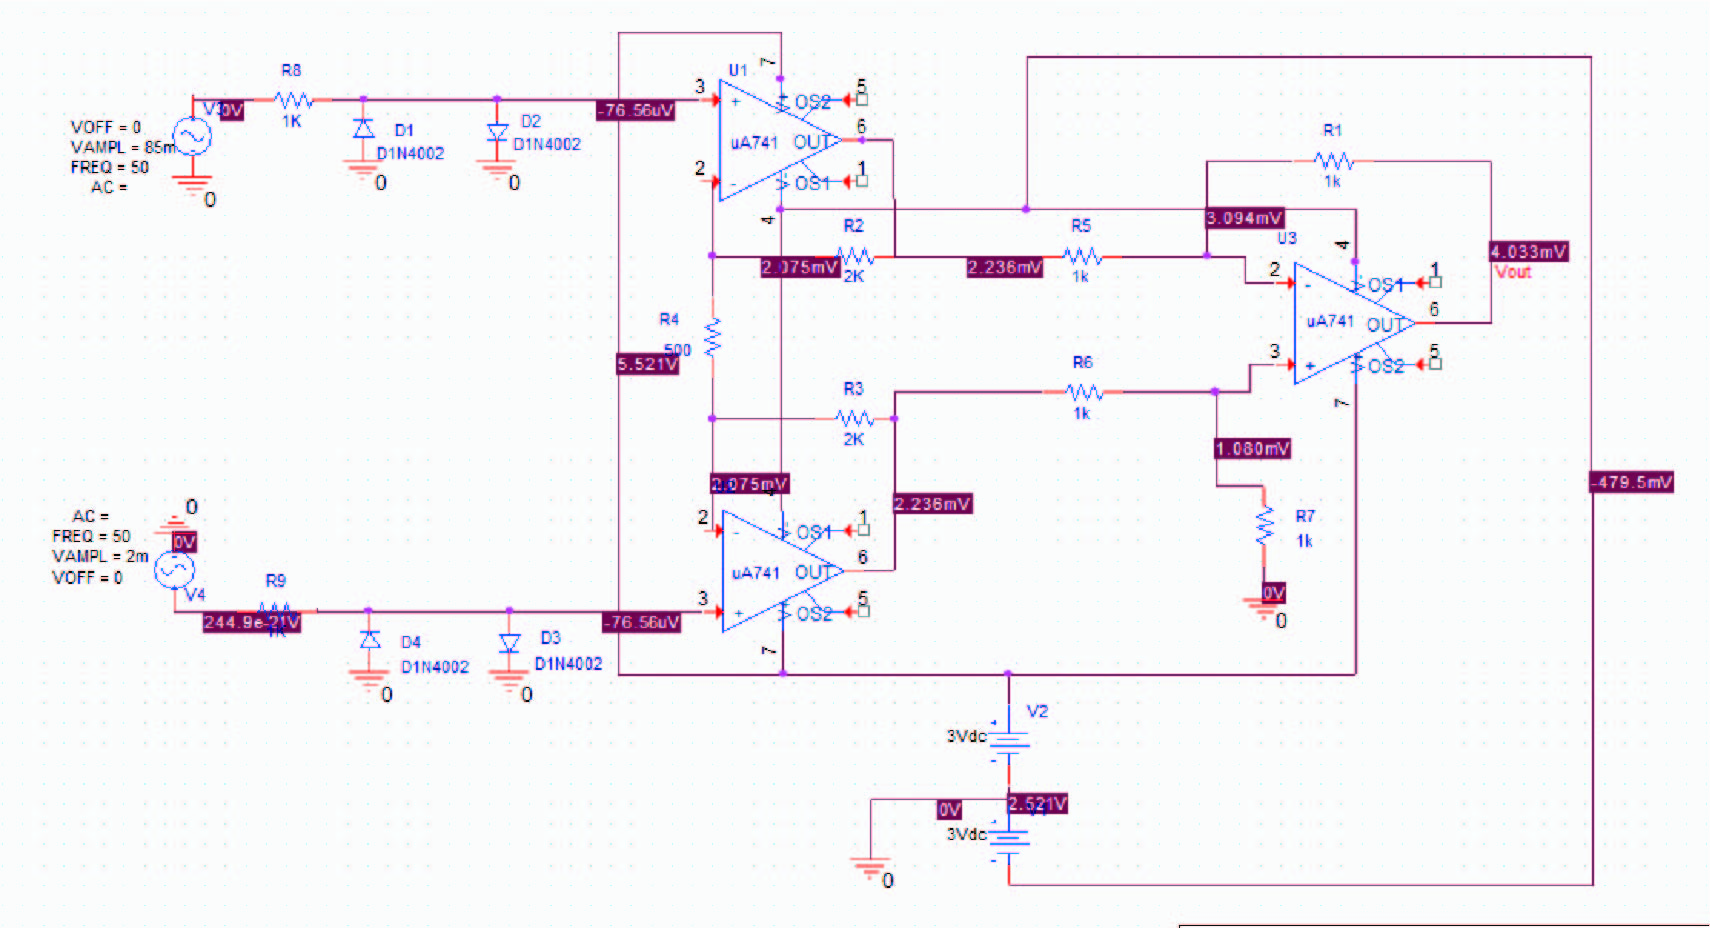 R8
1K
V3
0V
VOFF = 0
VAMPL = 85m
FREQ = 50
AC =
0
D1
D1N4002
0
D2
D1N4002
0
-76.56uV
U1
3
+
2
-
uA741
7
V+
OS2
5
OUT
6
OS1
1
V-
4
R2
2K
2.075mV
2.236mV
R5
1k
R1
1k
3.094mV
U3
4
4.033mV
Vout
2
-
3
+
uA741
V-
OS1
1
OUT
6
OS2
5
V+
7
R4
500
5.521V
R3
2K
R6
1k
1.080mV
R7
1k
0V
0
-479.5mV
2.075mV
4
2.236mV
2
-
3
+
uA741
V-
OS1
1
OUT
6
OS2
5
V+
7
0
AC =
FREQ = 50
VAMPL = 2m
VOFF = 0
0V
V4
R9
1K
244.9e-21V
D4
D1N4002
0
D3
D1N4002
0
-76.56uV
V2
3Vdc
+
-
0V
2.521V
3Vdc
+
-
0